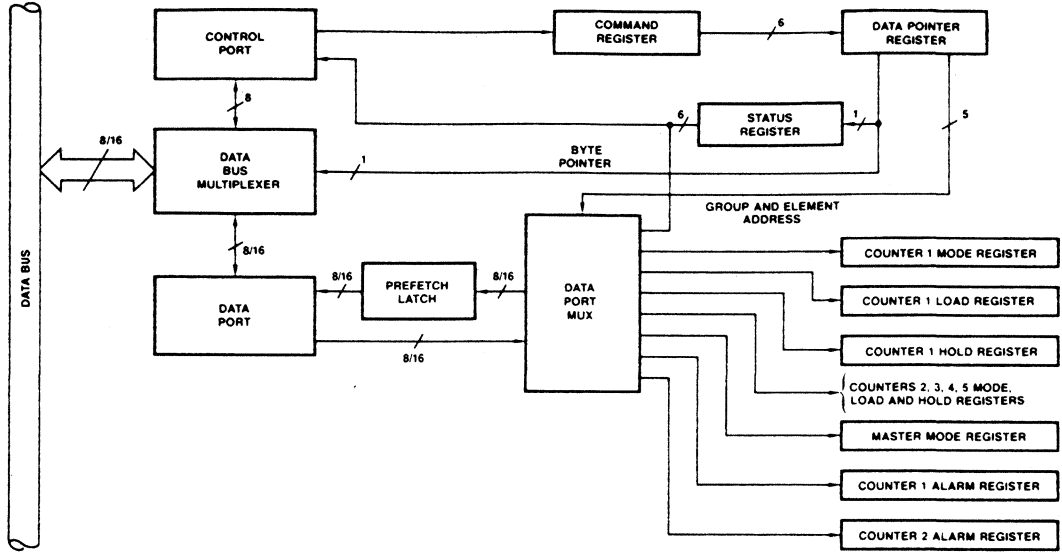 CONTROL
PORT
COMMAND
REGISTER
6
DATA POINTER
REGISTER
8
6
STATUS
REGISTER
1
5
8/16
DATA
BUS
MULTIPLEXER
1
BYTE
POINTER
GROUP AND ELEMENT
ADDRESS
8/16
DATA BUS
DATA
PORT
8/16
PREFETCH
LATCH
8/16
8/16
DATA
PORT
MUX
COUNTER 1 MODE REGISTER
COUNTER 1 LOAD REGISTER
COUNTER 1 HOLD REGISTER
COUNTERS 2, 3, 4, 5 MODE,
LOAD AND HOLD REGISTERS
MASTER MODE REGISTER
COUNTER 1 ALARM REGISTER
COUNTER 2 ALARM REGISTER